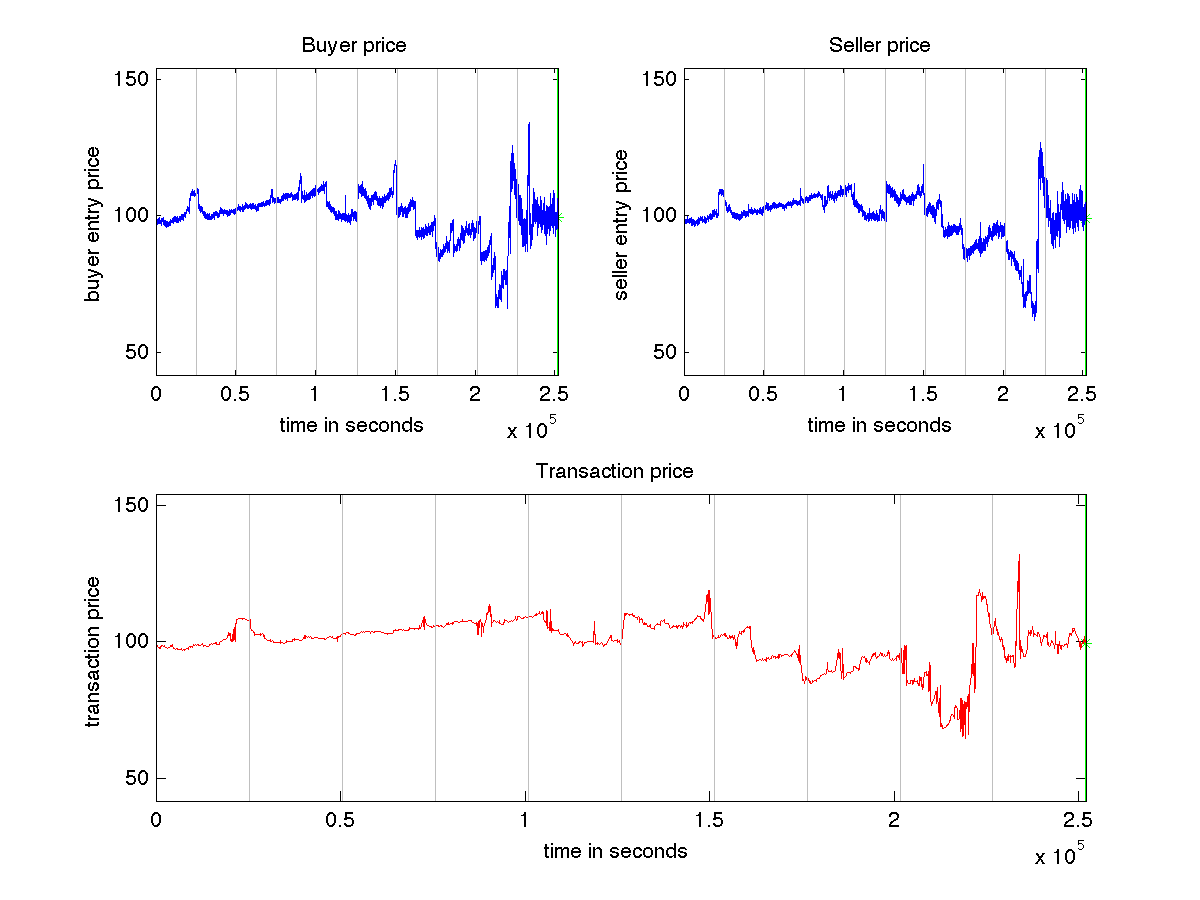 Buyer price
Seller price
150
100
50
buyer entry price
0 0.5 1 1.5 2 2.5
x 10^5
time in seconds
150
100
50
seller entry price
0 0.5 1 1.5 2 2.5
x 10^5
time in seconds
Transaction price
150
100
50
transaction price
0 0.5 1 1.5 2 2.5
x 10^5
time in seconds